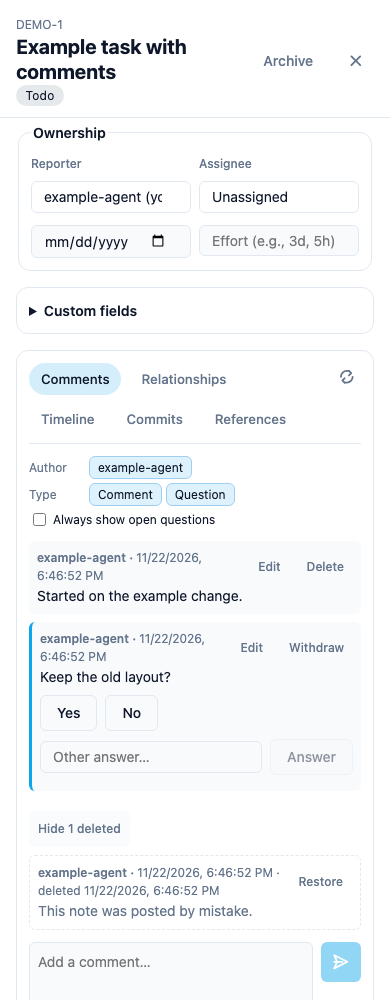 DEMO-1
Example task with
comments
Archive
Todo
Ownership
Reporter
Assignee
example-agent (yo
Unassigned
mm/dd/yyyy
Effort (e.g., 3d, 5h)
Custom fields
Comments
Relationships
Timeline
Commits
References
Author
example-agent
Type
Comment
Question
Always show open questions
example-agent · 11/22/2026,
6:46:52 PM
Edit
Delete
Started on the example change.
example-agent · 11/22/2026,
6:46:52 PM
Edit
Withdraw
Keep the old layout?
Yes
No
Other answer...
Answer
Hide 1 deleted
example-agent · 11/22/2026, 6:46:52 PM ·
deleted 11/22/2026, 6:46:52 PM
Restore
This note was posted by mistake.
Add a comment...